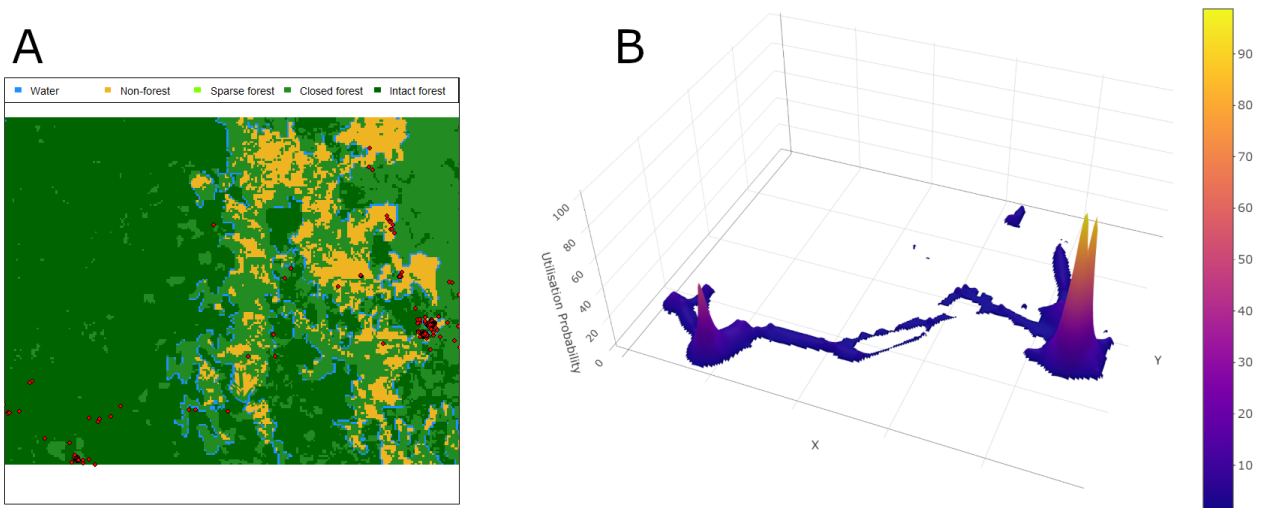 A
Water Non-forest Sparse forest Closed forest Intact forest
B
100
80
60
40
20
0
Utilisation Probability
X
Y
90
80
70
60
50
40
30
20
10